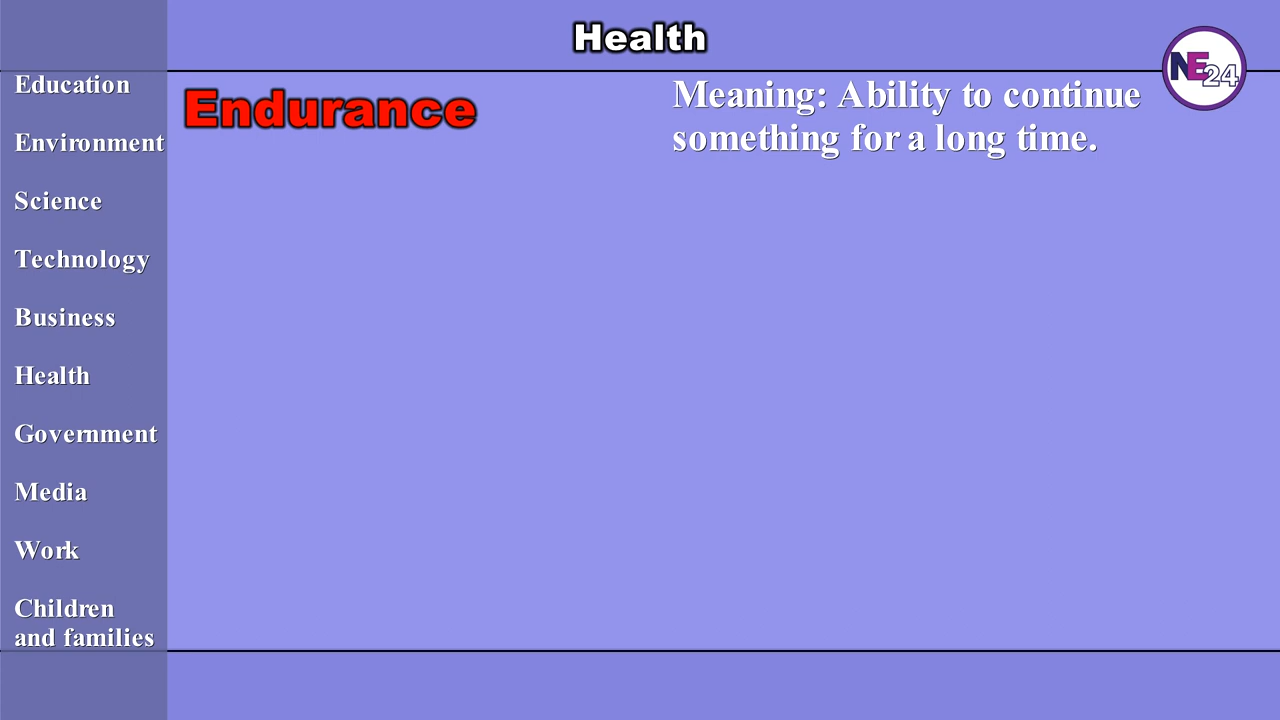 Health
NE24
Education
Environment
Science
Technology
Business
Health
Government
Media
Work
Children
and families
Endurance
Meaning: Ability to continue
something for a long time.